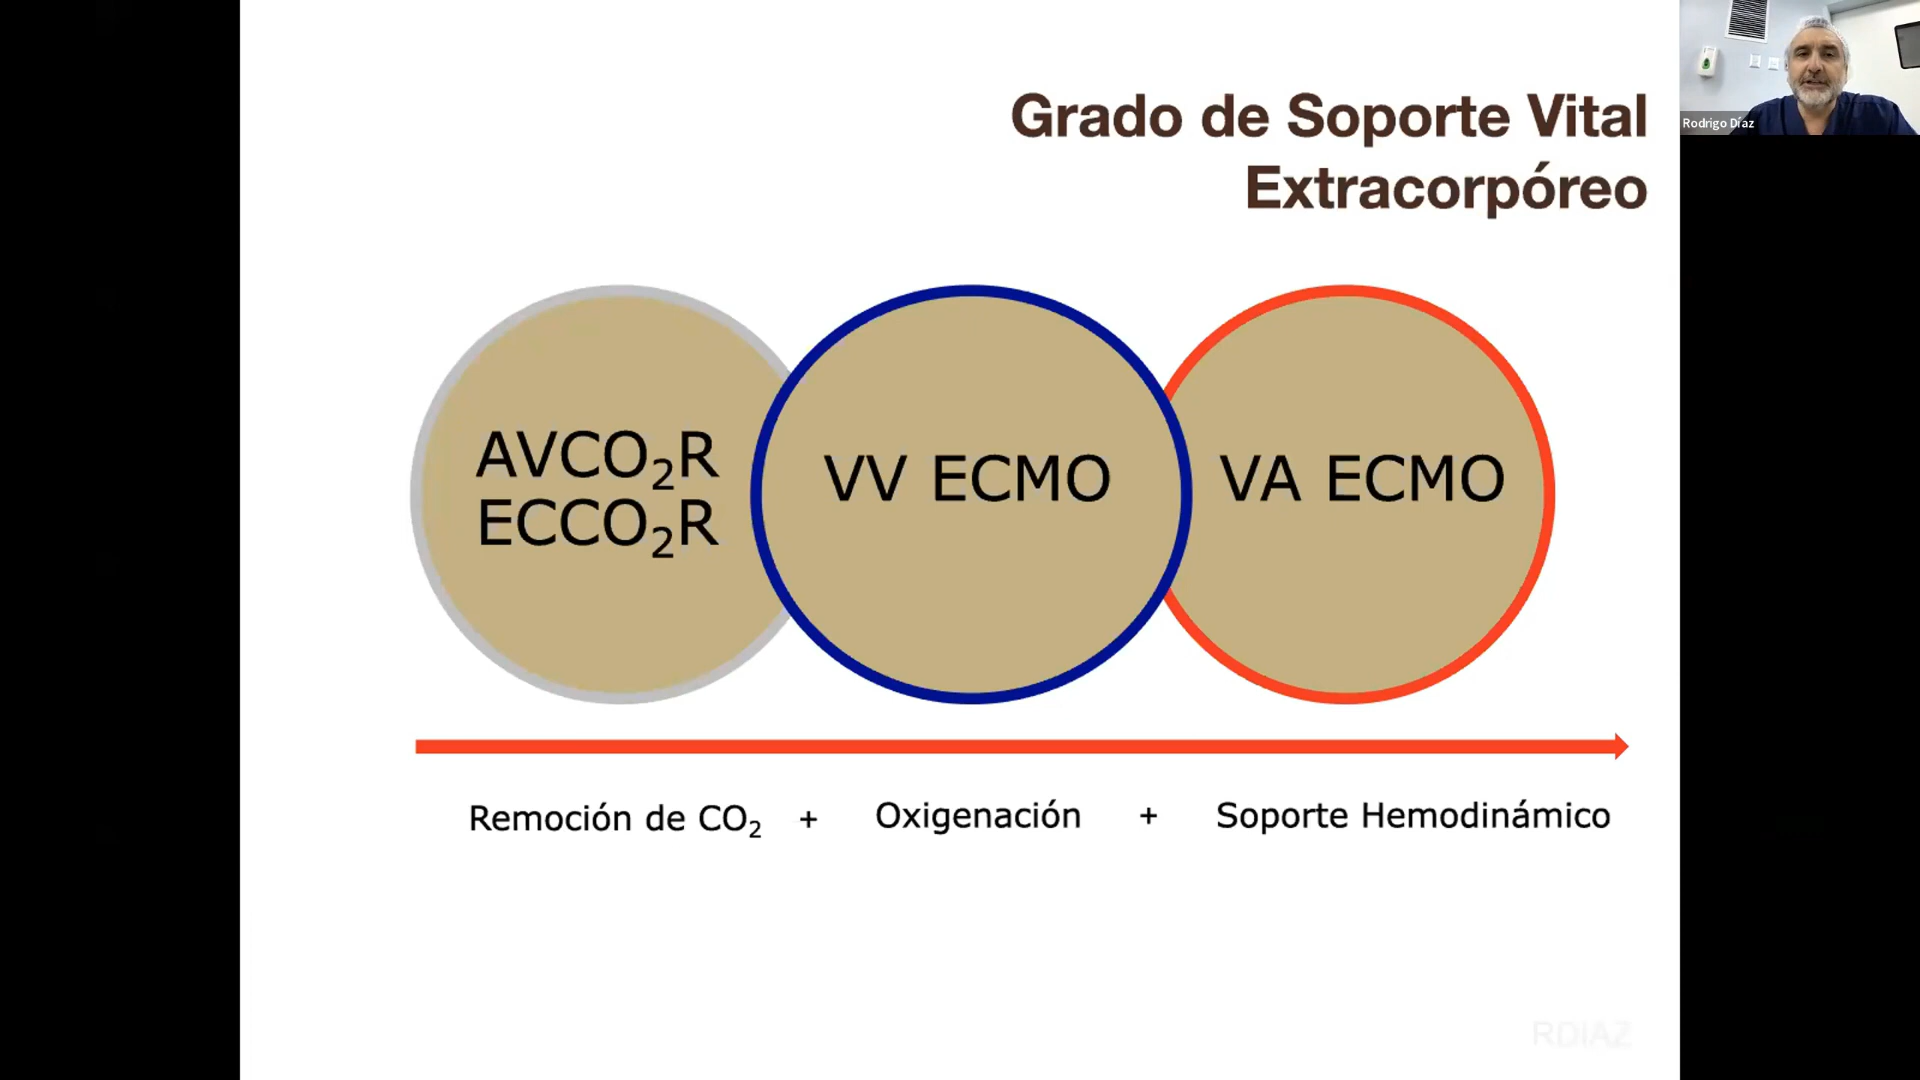 Grado de Soporte Vital
Extracorpóreo
Rodrigo Díaz
AVCO₂R
ECCO₂R
VV ECMO
VA ECMO
Remoción de CO₂ + Oxigenación + Soporte Hemodinámico
RDIAZ